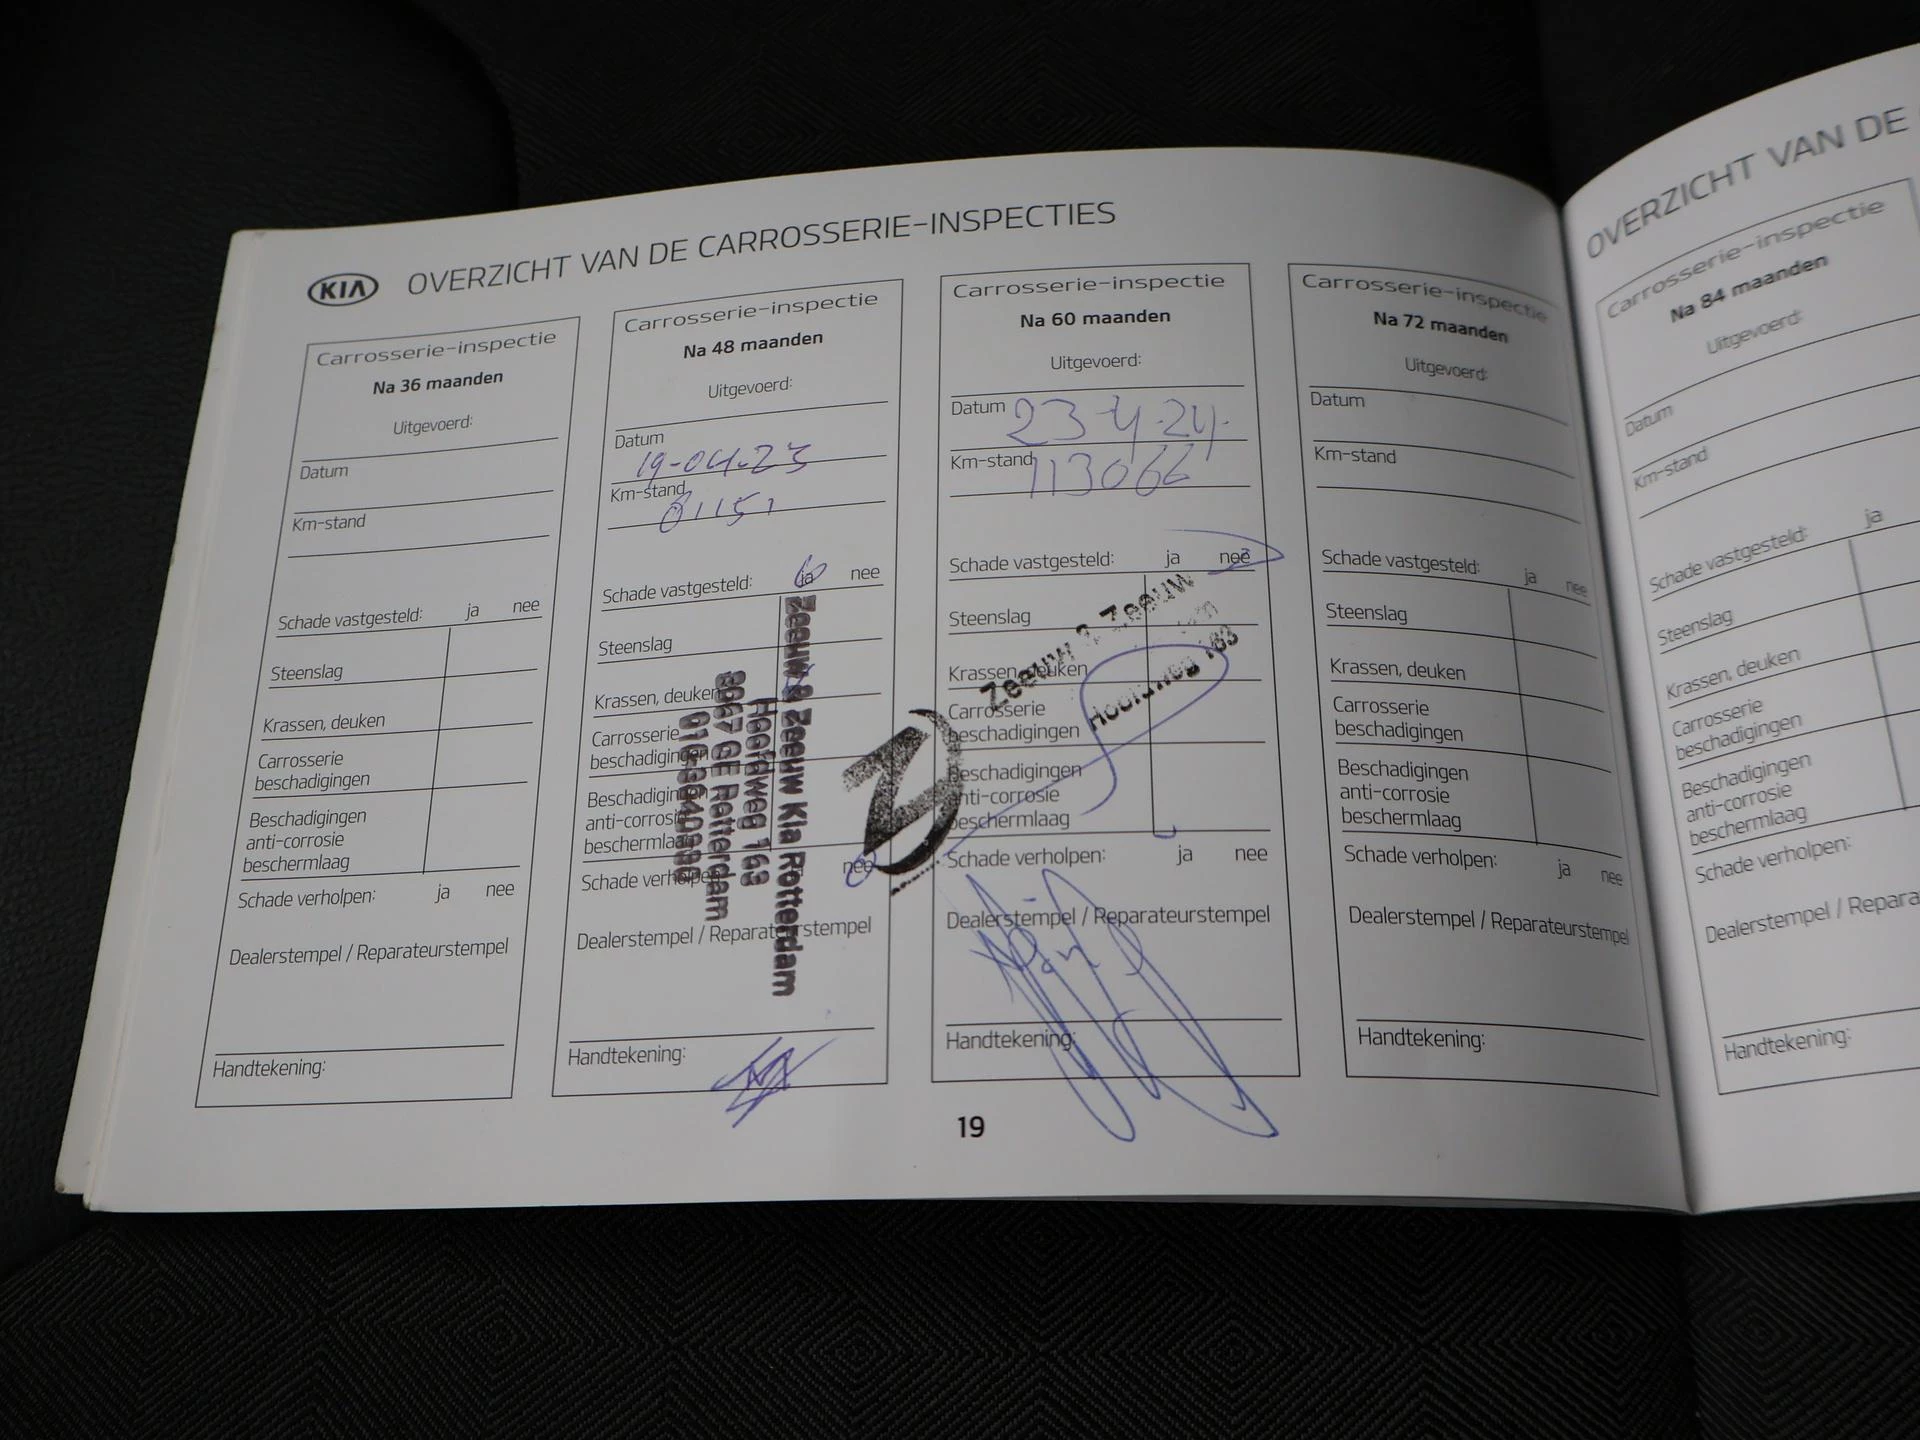 KIA OVERZICHT VAN DE CARROSSERIE-INSPECTIES
Carrosserie-inspectie
Na 36 maanden
Uitgevoerd:
Datum
Km-stand
Schade vastgesteld: ja nee
Steenslag
Krassen, deuken
Carrosserie
beschadigingen
Beschadigingen
anti-corrosie
beschermlaag
Schade verholpen: ja nee
Dealerstempel / Reparateurstempel
Handtekening:
Carrosserie-inspectie
Na 48 maanden
Uitgevoerd:
Datum
19-04-23
Km-stand
Schade vastgesteld: ja nee
Steenslag
Krassen, deuken
Carrosserie
beschadigingen
Beschadigingen
anti-corrosie
beschermlaag
Schade verholpen: nee
Zeeuw & Zeeuw Kia Rotterdam
Hoofdweg 163
3067 GE Rotterdam
Dealerstempel / Reparateurstempel
Handtekening:
Carrosserie-inspectie
Na 60 maanden
Uitgevoerd:
Datum 23-4-24
Km-stand 113066
Schade vastgesteld: ja nee
Steenslag
Krassen, deuken
Carrosserie
beschadigingen
Beschadigingen
anti-corrosie
beschermlaag
Schade verholpen: ja nee
Zeeuw & Zeeuw
Hoofdweg 163
Dealerstempel / Reparateurstempel
Handtekening:
Carrosserie-inspectie
Na 72 maanden
Uitgevoerd:
Datum
Km-stand
Schade vastgesteld: ja nee
Steenslag
Krassen, deuken
Carrosserie
beschadigingen
Beschadigingen
anti-corrosie
beschermlaag
Schade verholpen: ja nee
Dealerstempel / Reparateurstempel
Handtekening:
19
OVERZICHT VAN DE
Carrosserie-inspectie
Na 84 maanden
Uitgevoerd:
Datum
Km-stand
Schade vastgesteld: ja
Steenslag
Krassen, deuken
Carrosserie
beschadigingen
Beschadigingen
anti-corrosie
beschermlaag
Schade verholpen:
Dealerstempel / Repara
Handtekening: